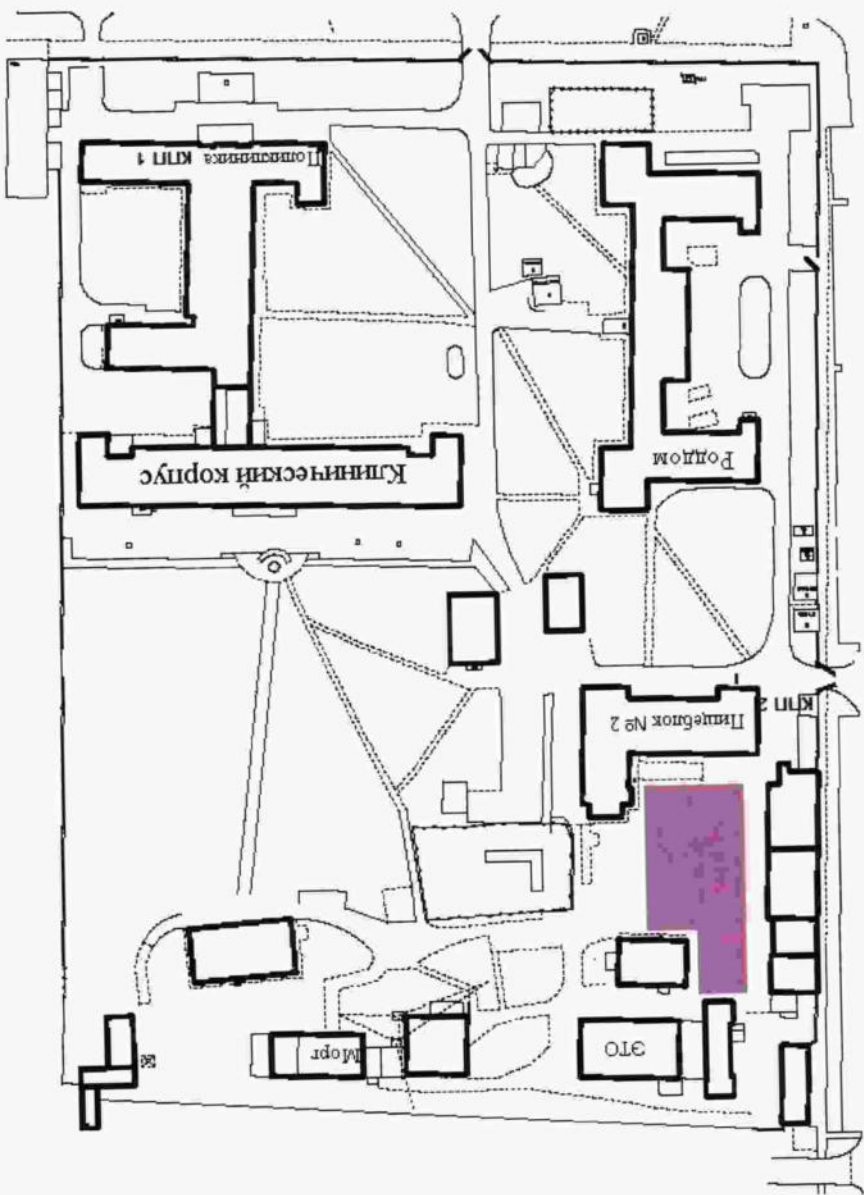 ЭТО
Морг
КПП 2
Пищеблок № 2
Роддом
Клинический корпус
Поликлиника КПП 1